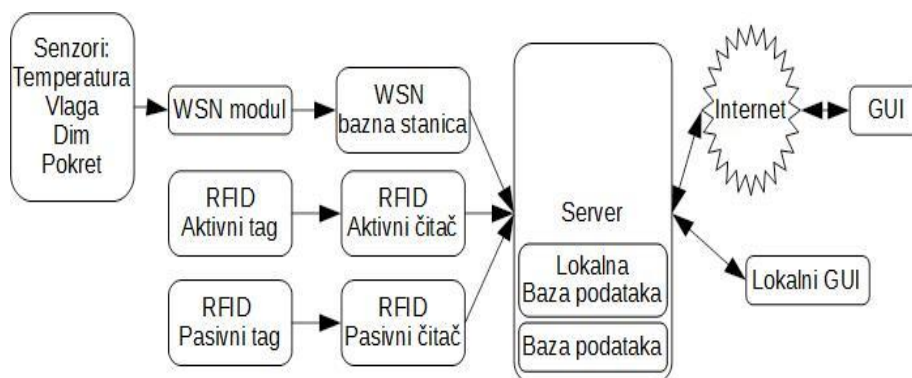 Senzori:
Temperatura
Vlaga
Dim
Pokret
WSN modul
WSN
bazna stanica
RFID
Aktivni tag
RFID
Aktivni čitač
RFID
Pasivni tag
RFID
Pasivni čitač
Server
Lokalna
Baza podataka
Baza podataka
Internet
GUI
Lokalni GUI